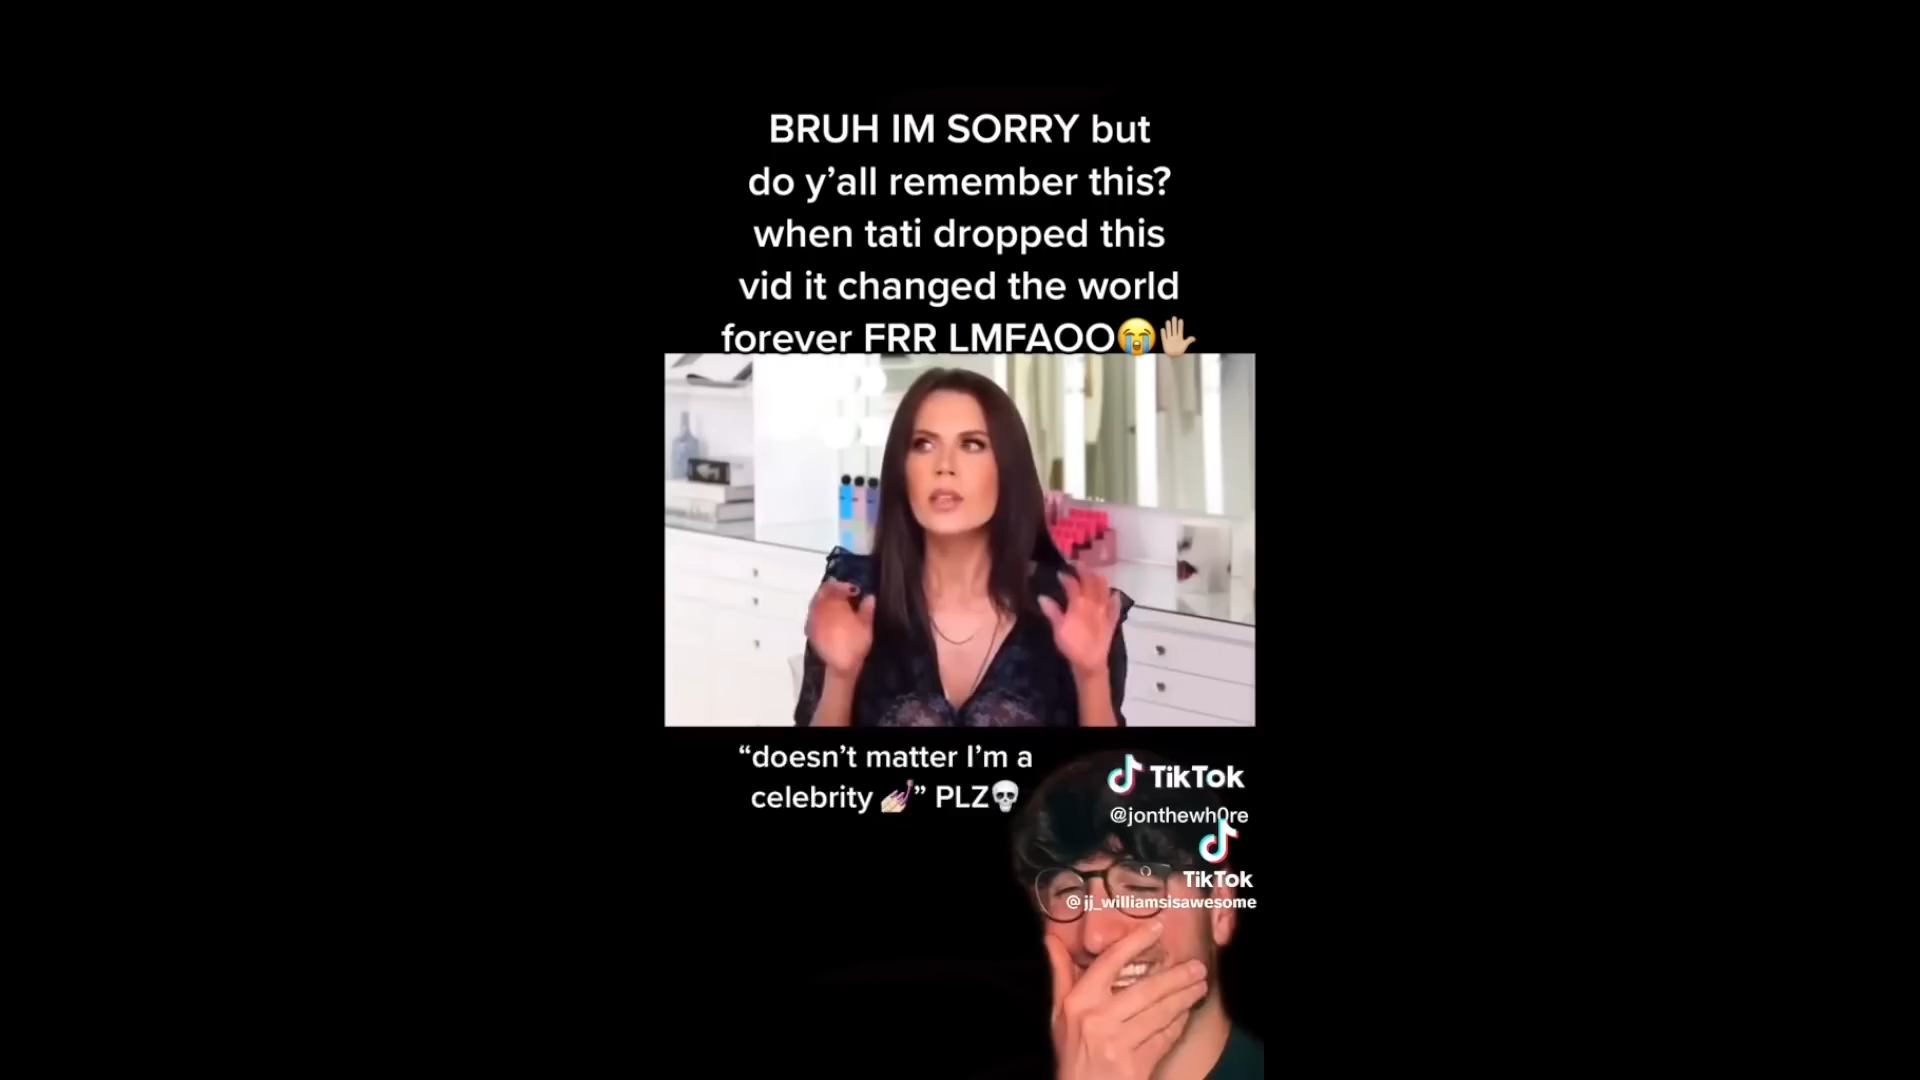 BRUH IM SORRY but
do y’all remember this?
when tati dropped this
vid it changed the world
forever FRR LMFAOO😭✋🏼
“doesn’t matter I’m a
celebrity 💅🏼” PLZ💀
TikTok
@jonthewh0re
TikTok
@jj_williamsisawesome